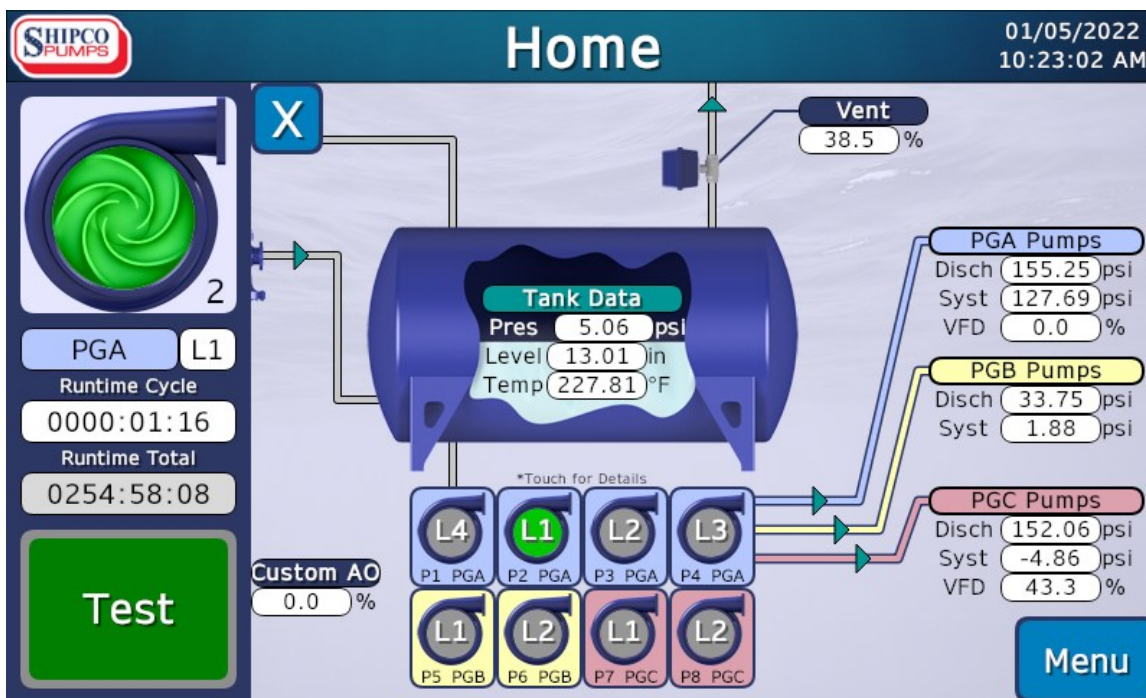 SHIPCO
PUMPS
Home
01/05/2022
10:23:02 AM
2
PGA L1
Runtime Cycle
0000:01:16
Runtime Total
0254:58:08
Test
X
Vent
38.5 %
Tank Data
Pres 5.06 psi
Level 13.01 in
Temp 227.81 °F
*Touch for Details
L4 L1 L2 L3
P1 PGA P2 PGA P3 PGA P4 PGA
L1 L2 L1 L2
P5 PGB P6 PGB P7 PGC P8 PGC
Custom AO
0.0 %
PGA Pumps
Disch 155.25 psi
Syst 127.69 psi
VFD 0.0 %
PGB Pumps
Disch 33.75 psi
Syst 1.88 psi
PGC Pumps
Disch 152.06 psi
Syst -4.86 psi
VFD 43.3 %
Menu